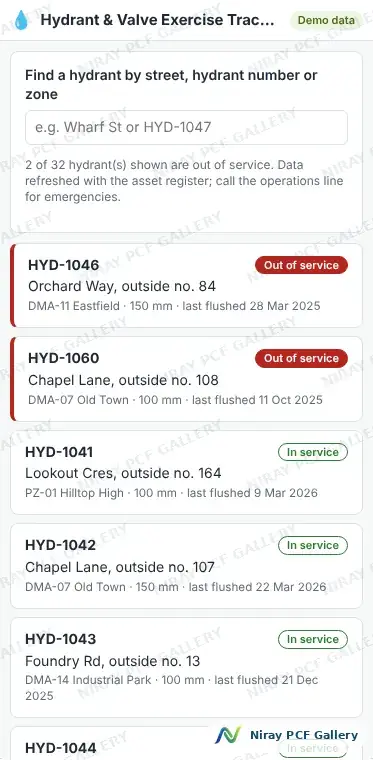 Hydrant & Valve Exercise Trac...
Demo data
Find a hydrant by street, hydrant number or
zone
e.g. Wharf St or HYD-1047
2 of 32 hydrant(s) shown are out of service. Data
refreshed with the asset register; call the operations line
for emergencies.
HYD-1046
Out of service
Orchard Way, outside no. 84
DMA-11 Eastfield · 150 mm · last flushed 28 Mar 2025
HYD-1060
Out of service
Chapel Lane, outside no. 108
DMA-07 Old Town · 100 mm · last flushed 11 Oct 2025
HYD-1041
In service
Lookout Cres, outside no. 164
PZ-01 Hilltop High · 100 mm · last flushed 9 Mar 2026
HYD-1042
In service
Chapel Lane, outside no. 107
DMA-07 Old Town · 150 mm · last flushed 22 Mar 2026
HYD-1043
In service
Foundry Rd, outside no. 13
DMA-14 Industrial Park · 100 mm · last flushed 21 Dec
2025
HYD-1044
In service
Niray PCF Gallery
NIRAY PCF GALLERY